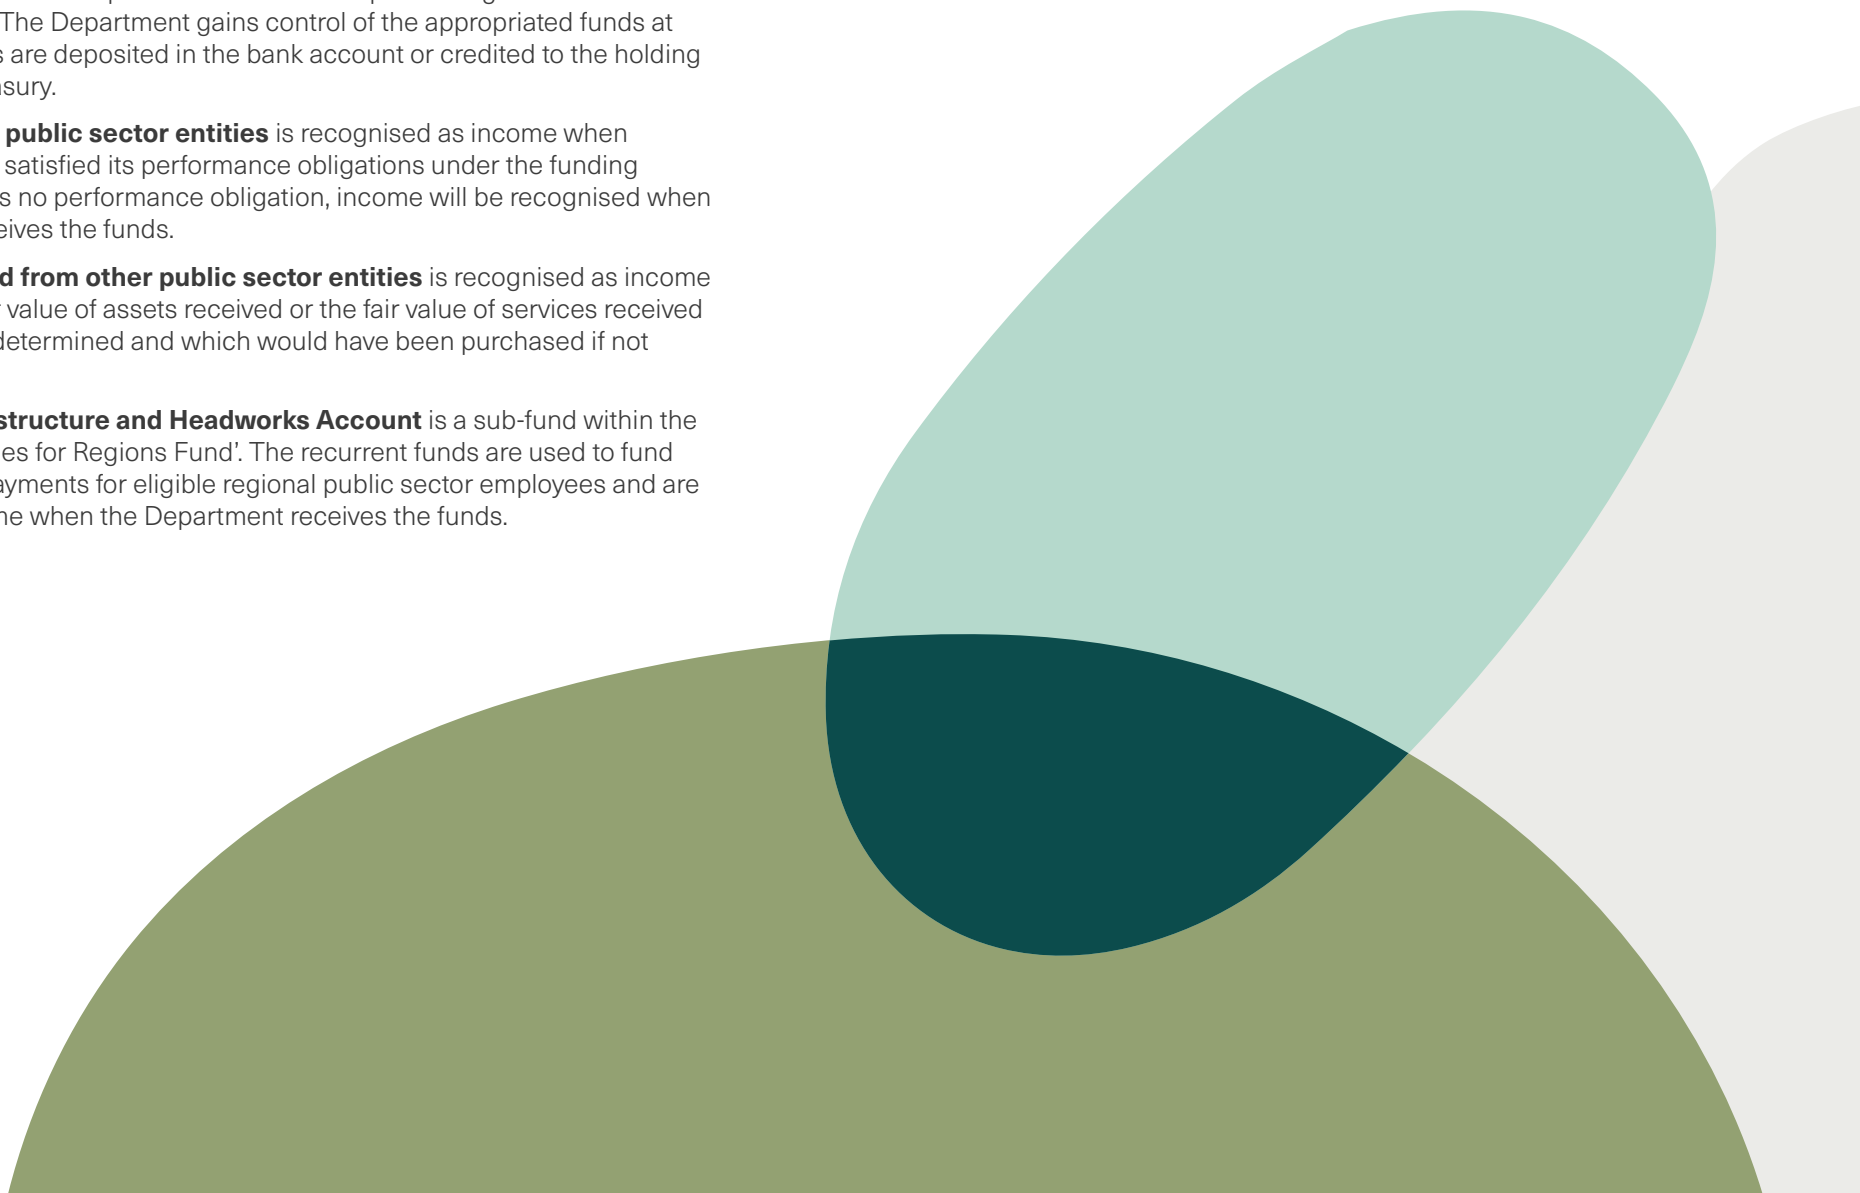 The Department gains control of the appropriated funds at
are deposited in the bank account or credited to the holding
public sector entities is recognised as income when
satisfied its performance obligations under the funding
no performance obligation, income will be recognised when
the funds.
from other public sector entities is recognised as income
value of assets received or the fair value of services received
determined and which would have been purchased if not
structure and Headworks Account is a sub-fund within the
es for Regions Fund’. The recurrent funds are used to fund
ayments for eligible regional public sector employees and are
when the Department receives the funds.